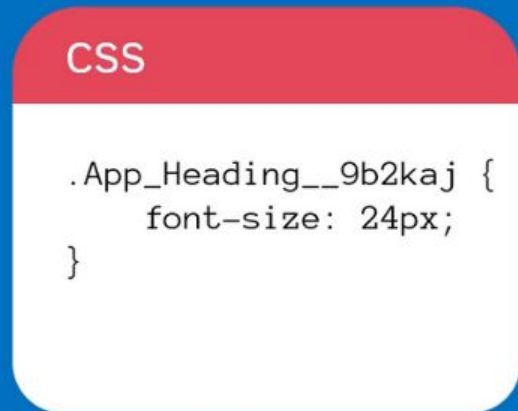 CSS
.App_Heading__9b2kaj {
    font-size: 24px;
}